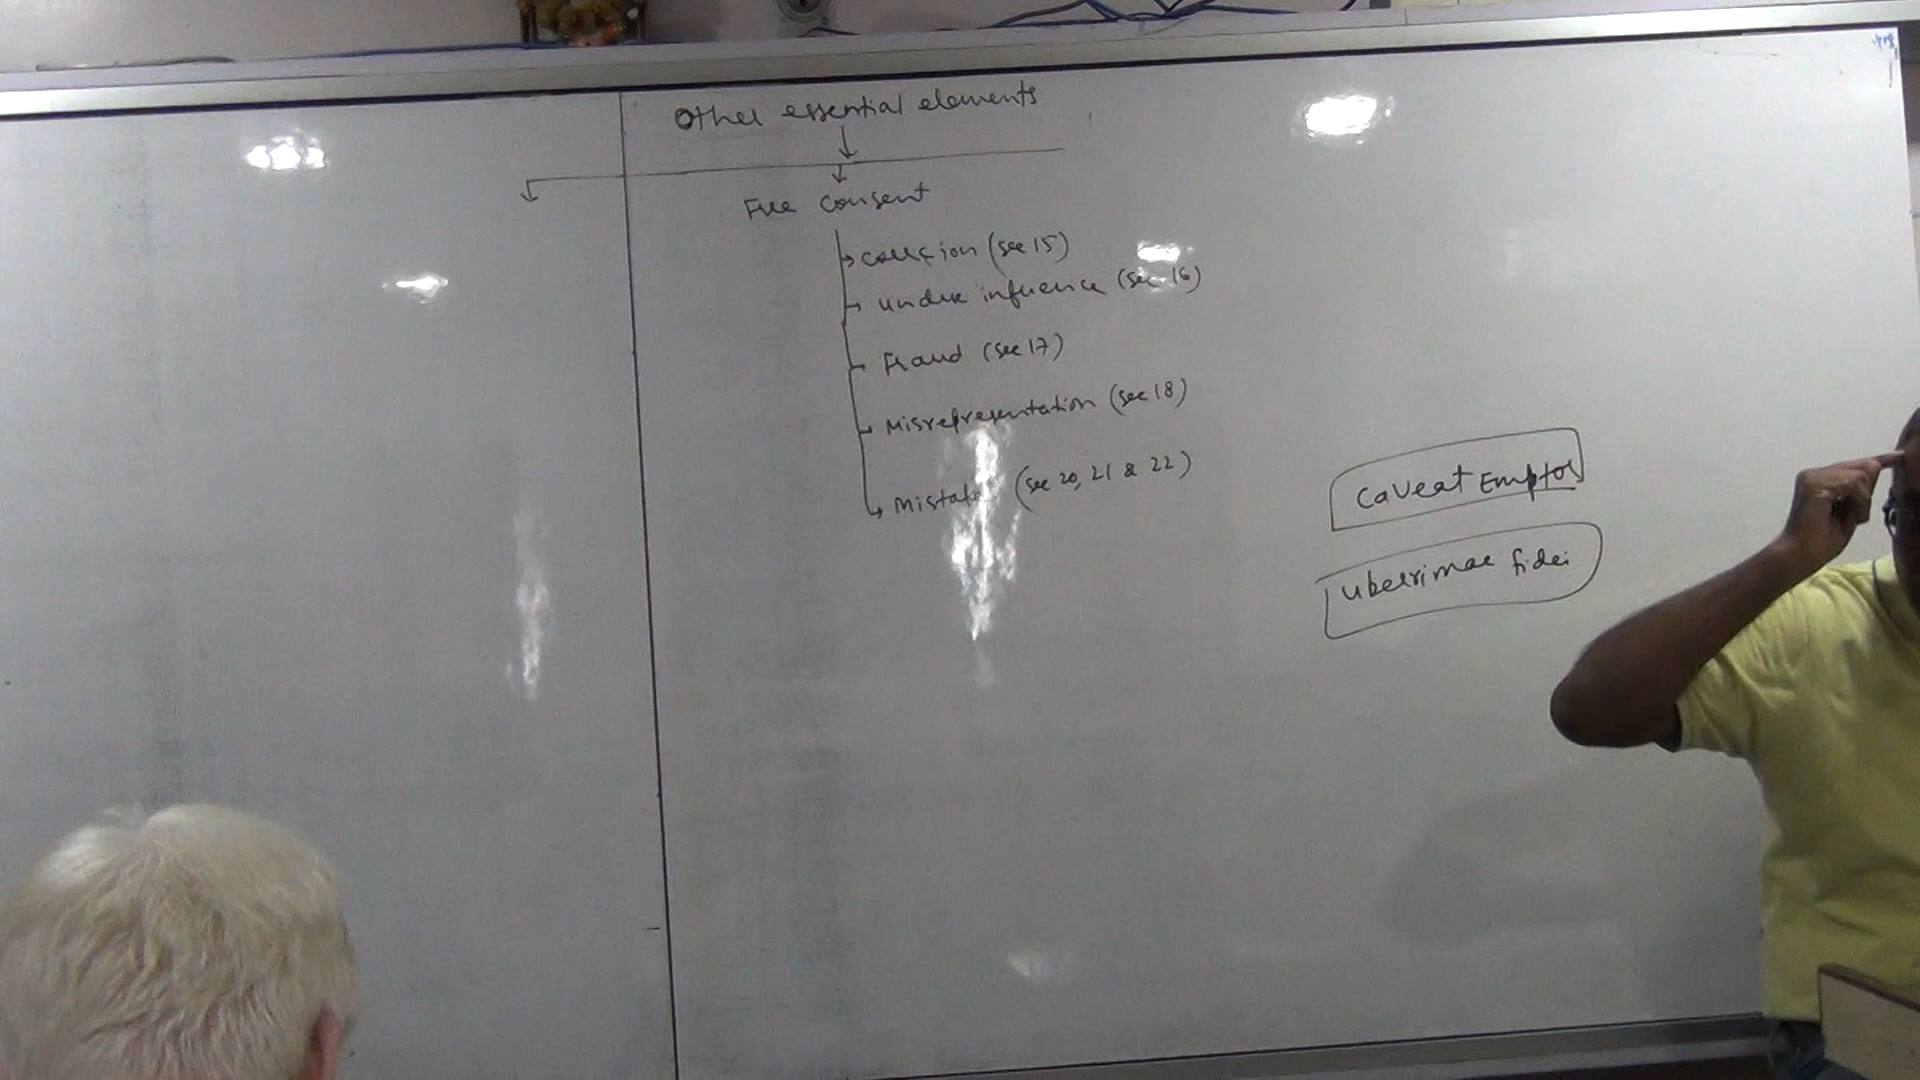 Other essential elements
Free consent
coercion (sec 15)
undue influence (sec 16)
Fraud (sec 17)
Misrepresentation (sec 18)
Mistake (sec 20, 21 & 22)
Caveat Emptor
uberrimae fidei